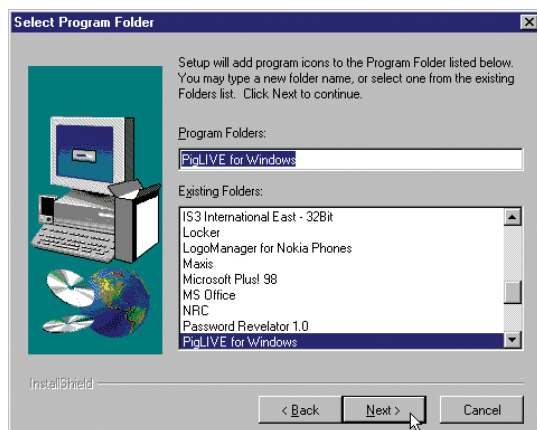 Select Program Folder
Setup will add program icons to the Program Folder listed below.
You may type a new folder name, or select one from the existing
Folders list. Click Next to continue.
Program Folders:
PigLIVE for Windows
Existing Folders:
IS3 International East - 32Bit
Locker
LogoManager for Nokia Phones
Maxis
Microsoft Plus! 98
MS Office
NRC
Password Revelator 1.0
PigLIVE for Windows
InstallShield
< Back
Next >
Cancel